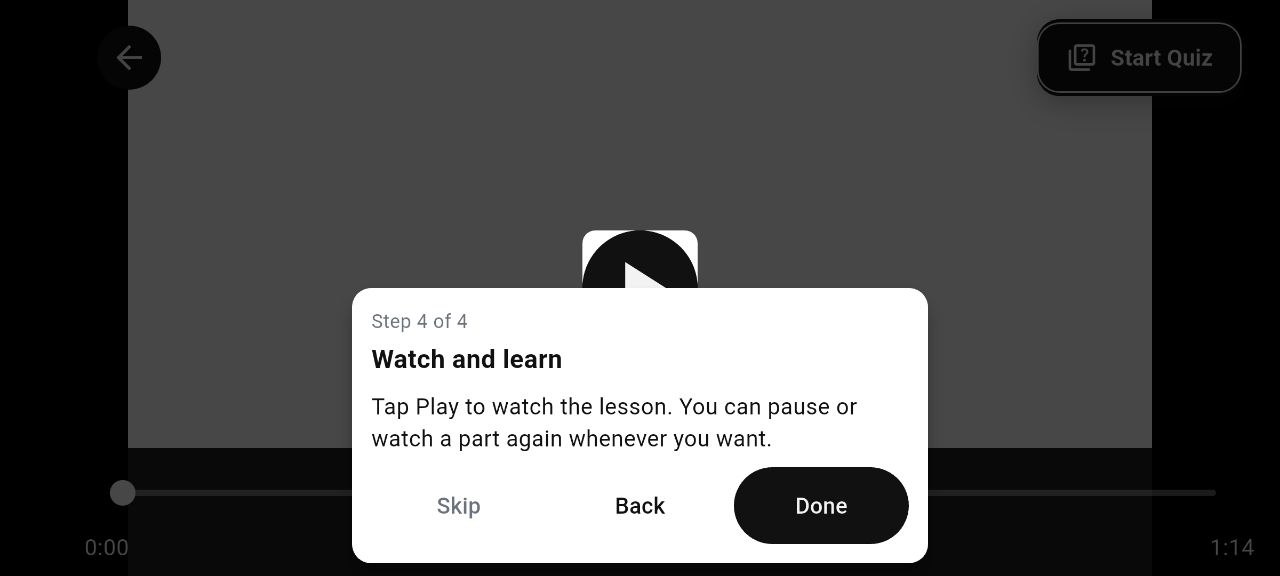 Start Quiz
Step 4 of 4
Watch and learn
Tap Play to watch the lesson. You can pause or
watch a part again whenever you want.
Skip
Back
Done
0:00
1:14